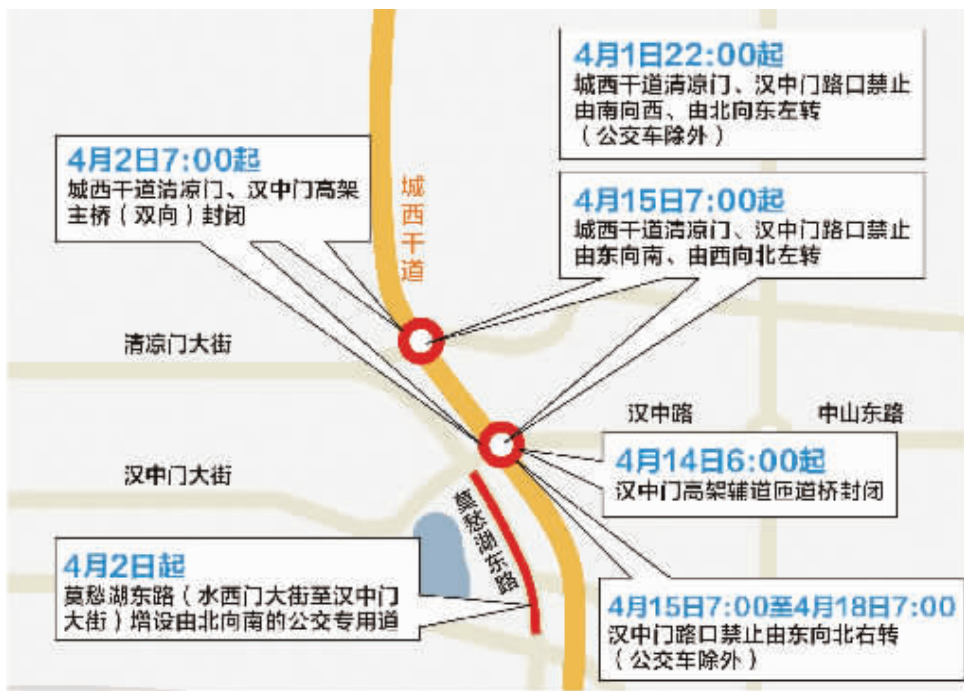 4月1日22:00起
城西干道清凉门、汉中门路口禁止
由南向西、由北向东左转
（公交车除外）
4月2日7:00起
城西干道清凉门、汉中门高架
主桥（双向）封闭
城西干道
4月15日7:00起
城西干道清凉门、汉中门路口禁止
由东向南、由西向北左转
清凉门大街
汉中路
中山东路
汉中门大街
4月14日6:00起
汉中门高架辅道匝道桥封闭
莫愁湖东路
4月2日起
莫愁湖东路（水西门大街至汉中门
大街）增设由北向南的公交专用道
4月15日7:00至4月18日7:00
汉中门路口禁止由东向北右转
（公交车除外）